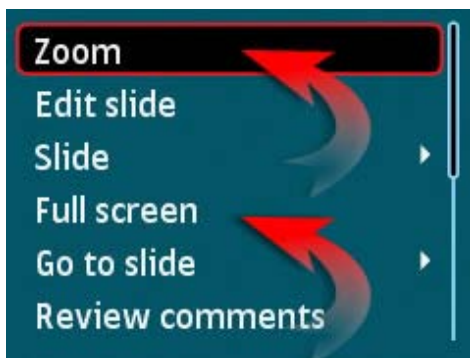 Zoom
Edit slide
Slide
Full screen
Go to slide
Review comments